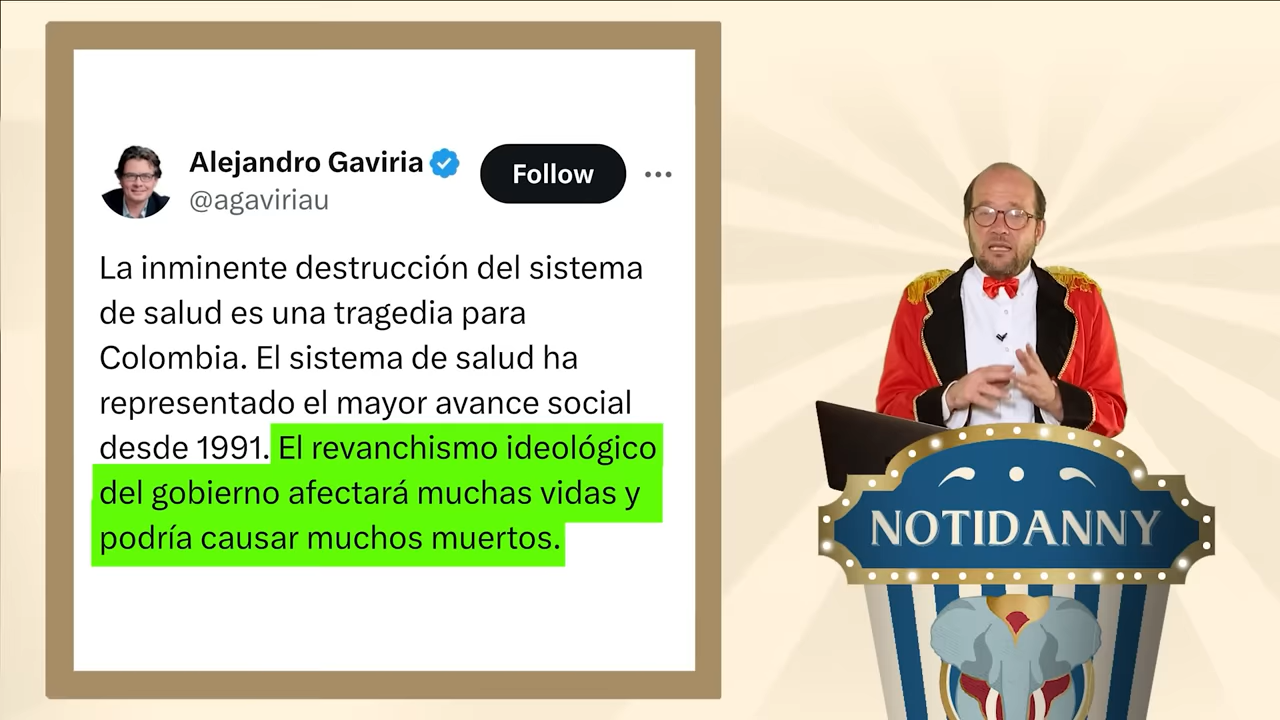 Alejandro Gaviria
@agaviriau
Follow
La inminente destrucción del sistema
de salud es una tragedia para
Colombia. El sistema de salud ha
representado el mayor avance social
desde 1991. El revanchismo ideológico
del gobierno afectará muchas vidas y
podría causar muchos muertos.
NOTIDANNY